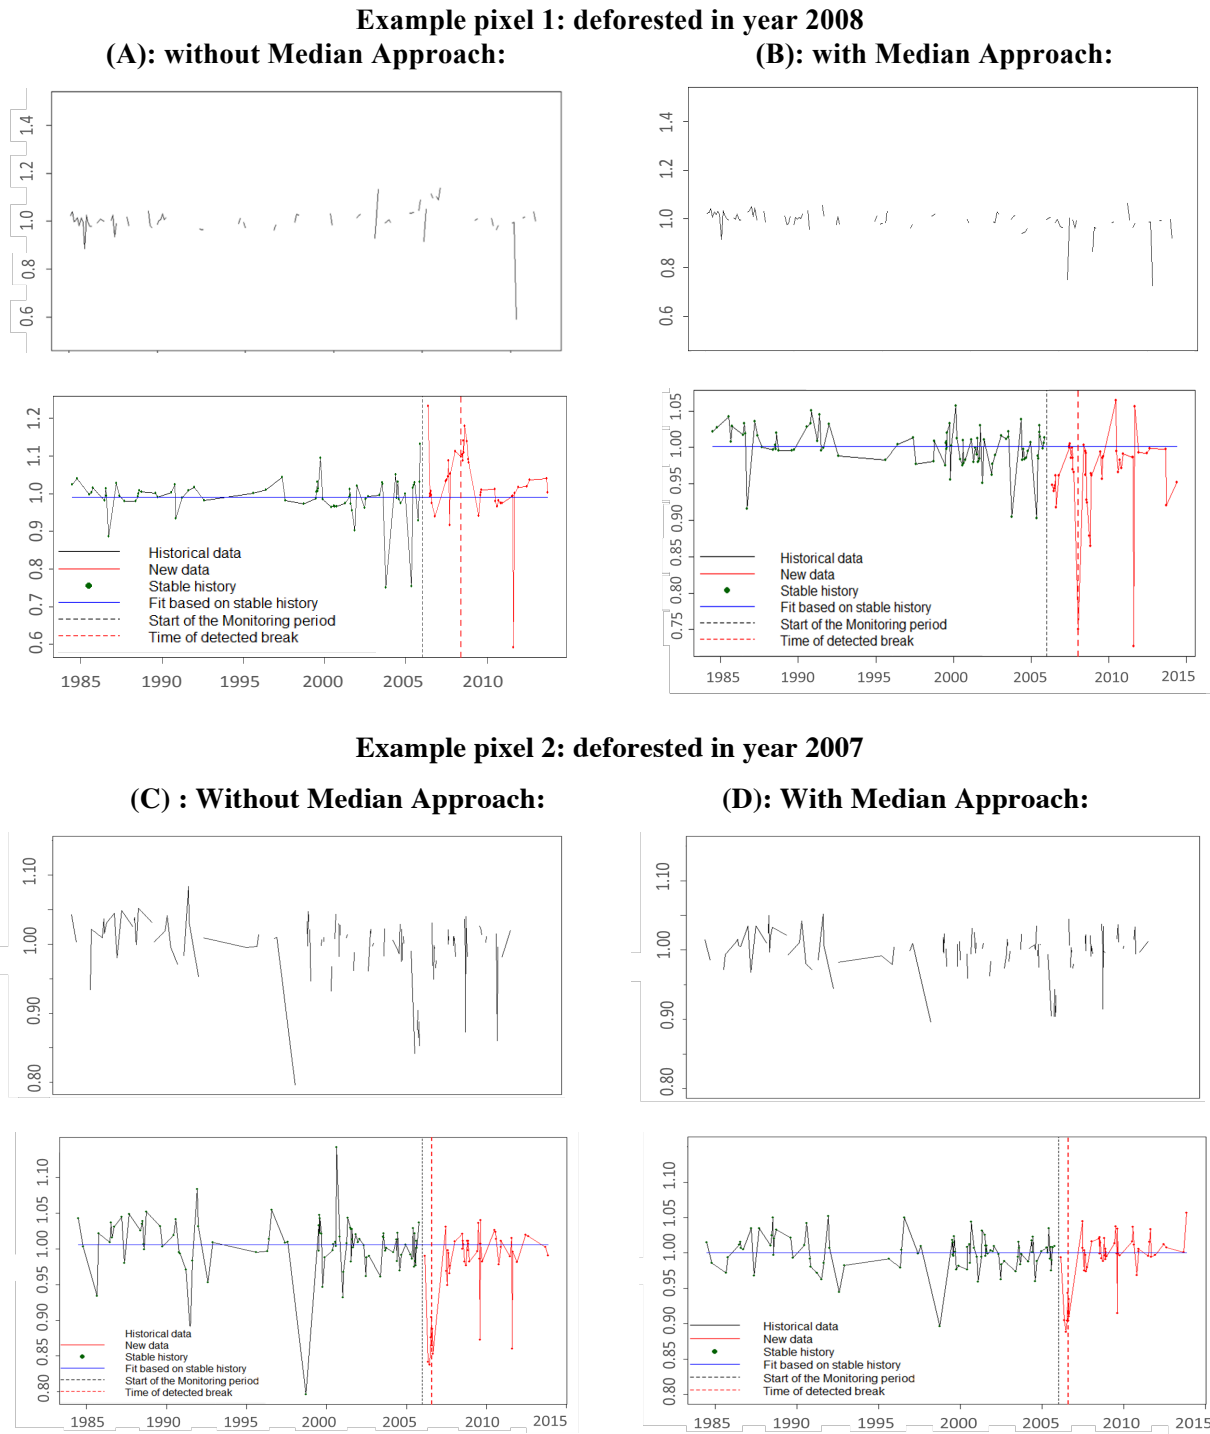 Example pixel 1: deforested in year 2008
(A): without Median Approach:
(B): with Median Approach:
1.4
1.2
1.0
0.8
0.6
1.4
1.2
1.0
0.8
0.6
1.2
1.1
1.0
0.9
0.8
0.7
0.6
Historical data
New data
Stable history
Fit based on stable history
Start of the Monitoring period
Time of detected break
1985 1990 1995 2000 2005 2010
1.05
1.00
0.95
0.90
0.85
0.80
0.75
Historical data
New data
Stable history
Fit based on stable history
Start of the Monitoring period
Time of detected break
1985 1990 1995 2000 2005 2010 2015
Example pixel 2: deforested in year 2007
(C) : Without Median Approach:
(D): With Median Approach:
1.10
1.00
0.90
0.80
1.10
1.00
0.90
0.80
1.10
1.05
1.00
0.95
0.90
0.85
0.80
Historical data
New data
Stable history
Fit based on stable history
Start of the Monitoring period
Time of detected break
1985 1990 1995 2000 2005 2010 2015
1.10
1.05
1.00
0.95
0.90
0.85
0.80
Historical data
New data
Stable history
Fit based on stable history
Start of the Monitoring period
Time of detected break
1985 1990 1995 2000 2005 2010 2015